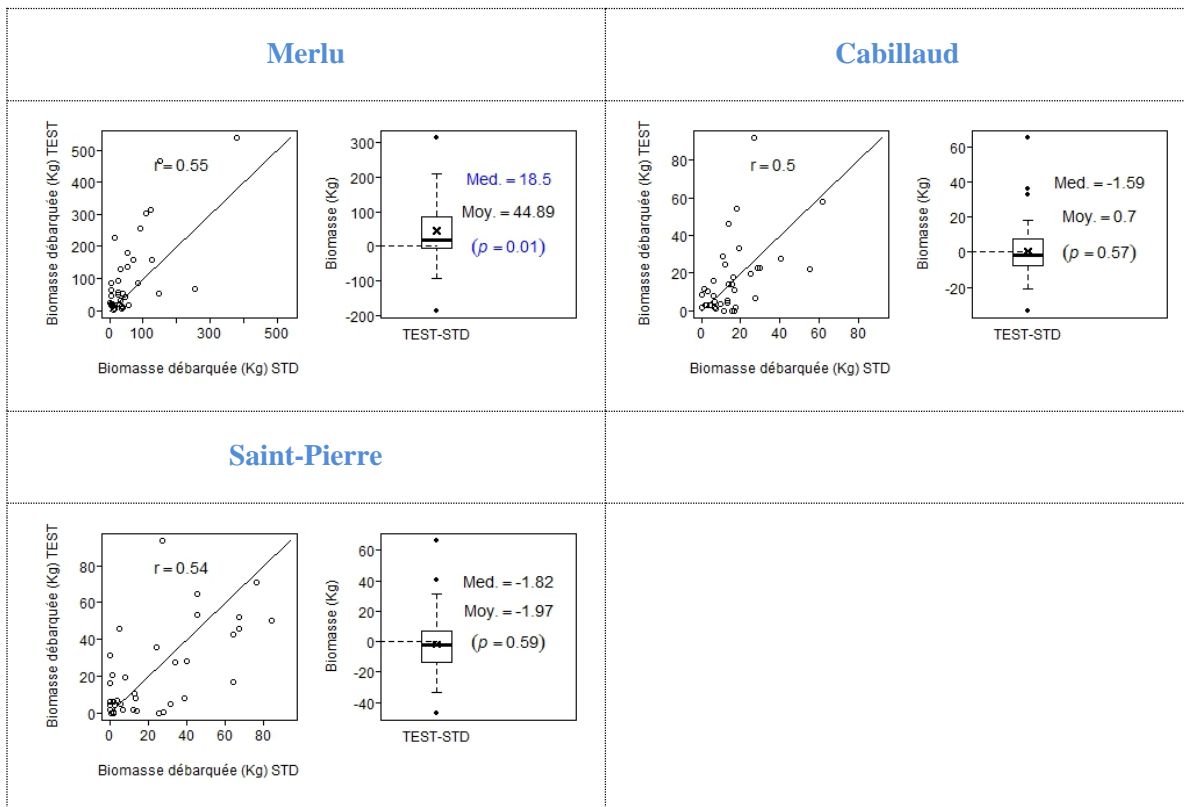 Merlu
Cabillaud
Biomasse débarquée (Kg) TEST
500
400
300
200
100
0
r = 0.55
0
100
300
500
Biomasse débarquée (Kg) STD
Biomasse (Kg)
300
200
100
0
-100
-200
Med. = 18.5
Moy. = 44.89
(p = 0.01)
TEST-STD
Biomasse débarquée (Kg) TEST
80
60
40
20
0
r = 0.5
0
20
40
60
80
Biomasse débarquée (Kg) STD
Biomasse (Kg)
60
40
20
0
-20
Med. = -1.59
Moy. = 0.7
(p = 0.57)
TEST-STD
Saint-Pierre
Biomasse débarquée (Kg) TEST
80
60
40
20
0
r = 0.54
0
20
40
60
80
Biomasse débarquée (Kg) STD
Biomasse (Kg)
60
40
20
0
-20
-40
Med. = -1.82
Moy. = -1.97
(p = 0.59)
TEST-STD